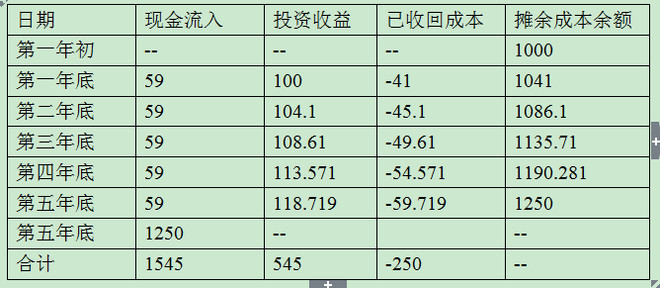 日期 现金流入 投资收益 已收回成本 摊余成本余额
第一年初 -- -- -- 1000
第一年底 59 100 -41 1041
第二年底 59 104.1 -45.1 1086.1
第三年底 59 108.61 -49.61 1135.71
第四年底 59 113.571 -54.571 1190.281
第五年底 59 118.719 -59.719 1250
第五年底 1250 -- --
合计 1545 545 -250 --